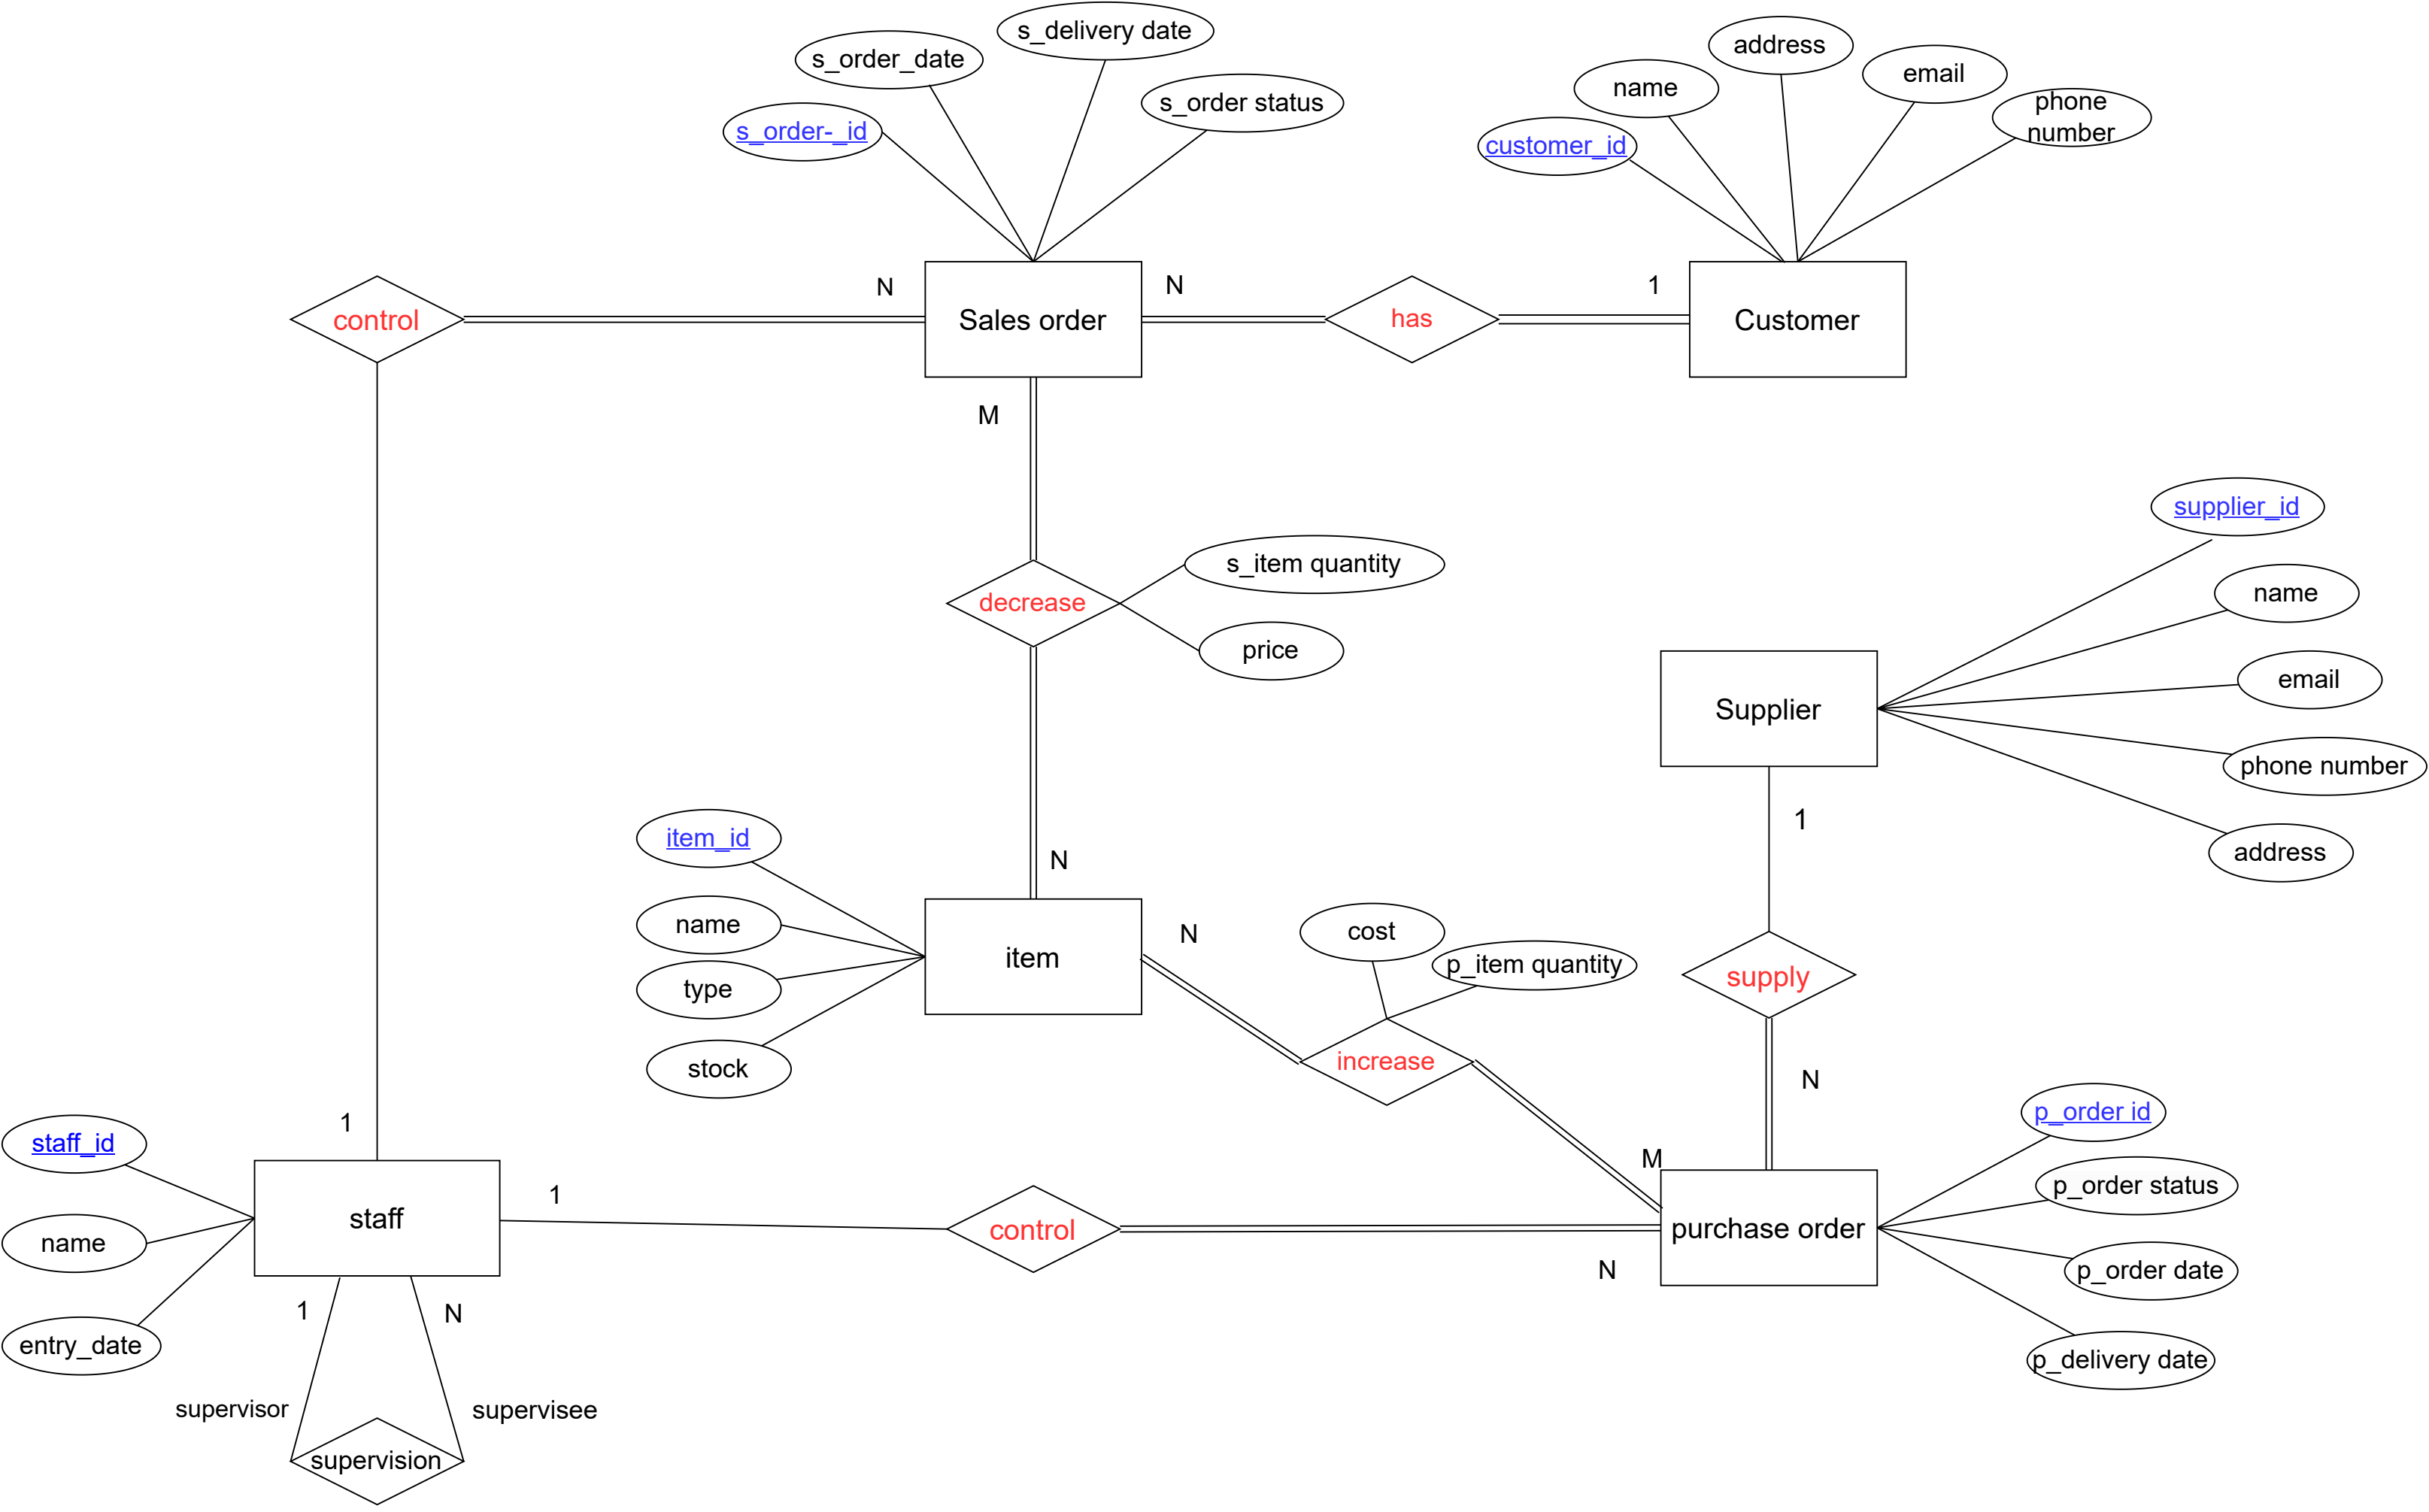 s_delivery date
s_order_date
s_order status
s_order-_id
address
email
name
phone
number
customer_id
control
N
Sales order
N
has
1
Customer
M
supplier_id
s_item quantity
name
decrease
price
email
Supplier
phone number
1
address
item_id
N
name
item
type
stock
N
cost
p_item quantity
supply
increase
N
M
p_order id
p_order status
purchase order
p_order date
p_delivery date
1
staff_id
name
entry_date
staff
1
control
N
1
N
supervisor
supervisee
supervision